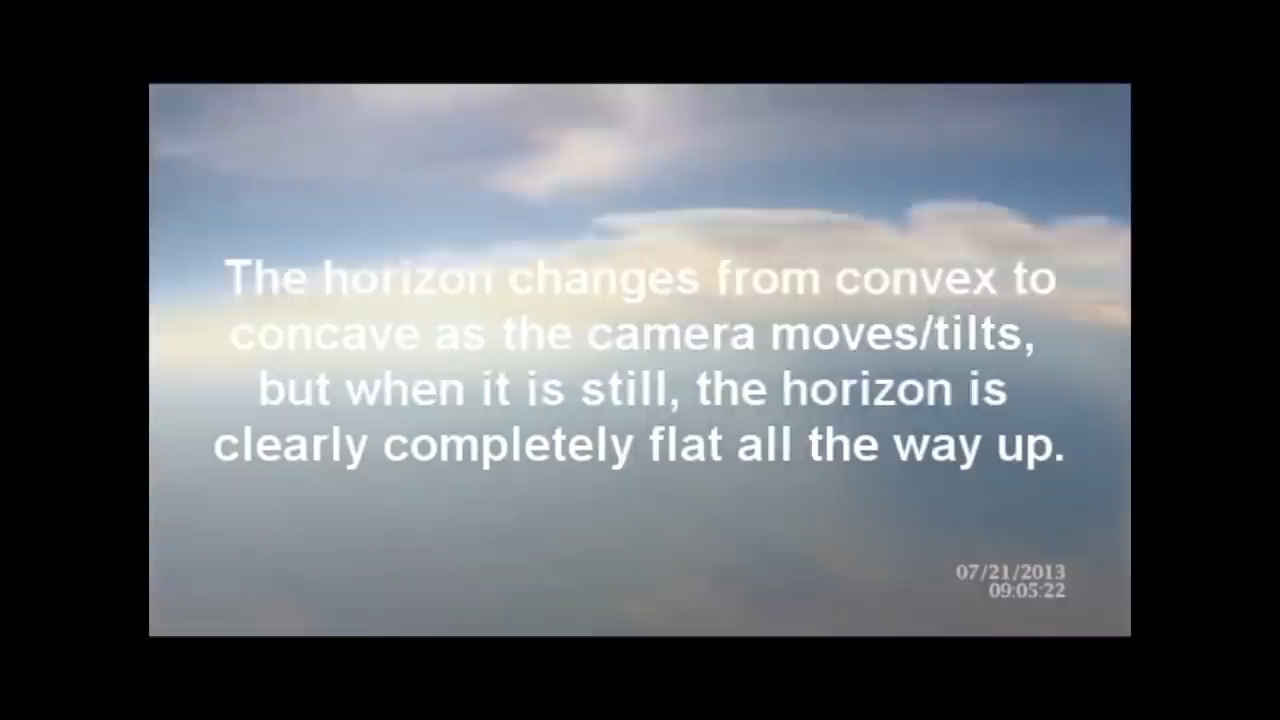 The horizon changes from convex to
concave as the camera moves/tilts,
but when it is still, the horizon is
clearly completely flat all the way up.
07/21/2013
09:05:22